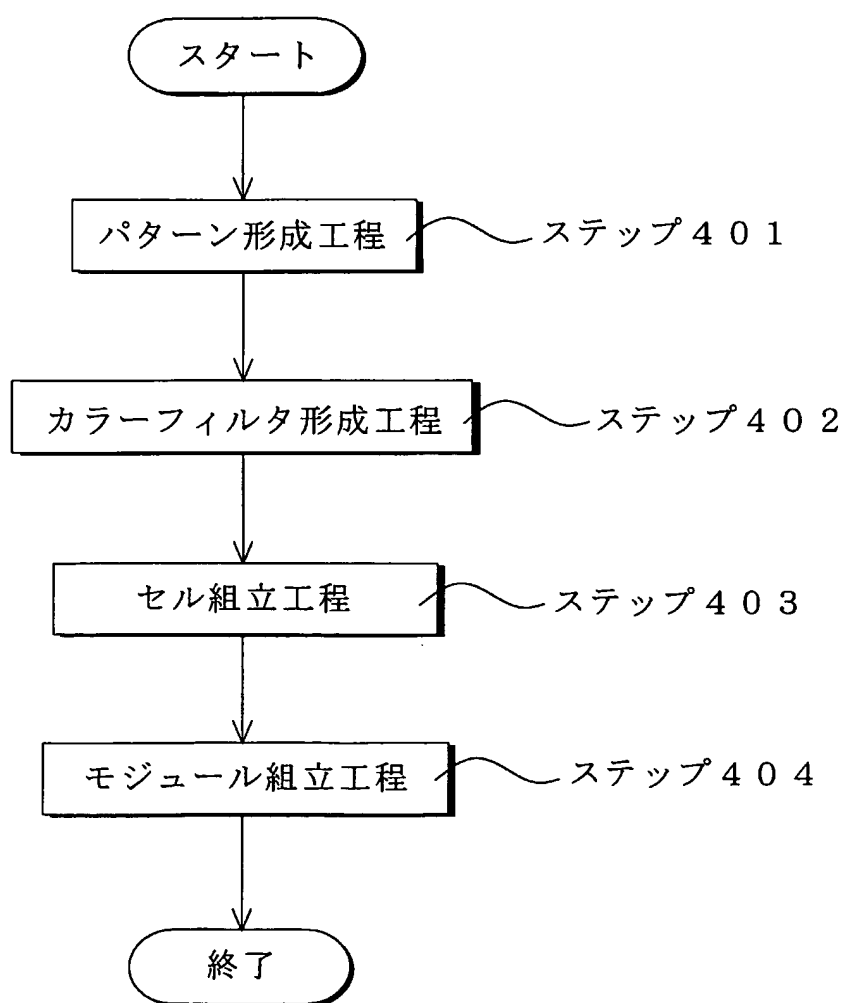 スタート
パターン形成工程
ステップ401
カラーフィルタ形成工程
ステップ402
セル組立工程
ステップ403
モジュール組立工程
ステップ404
終了